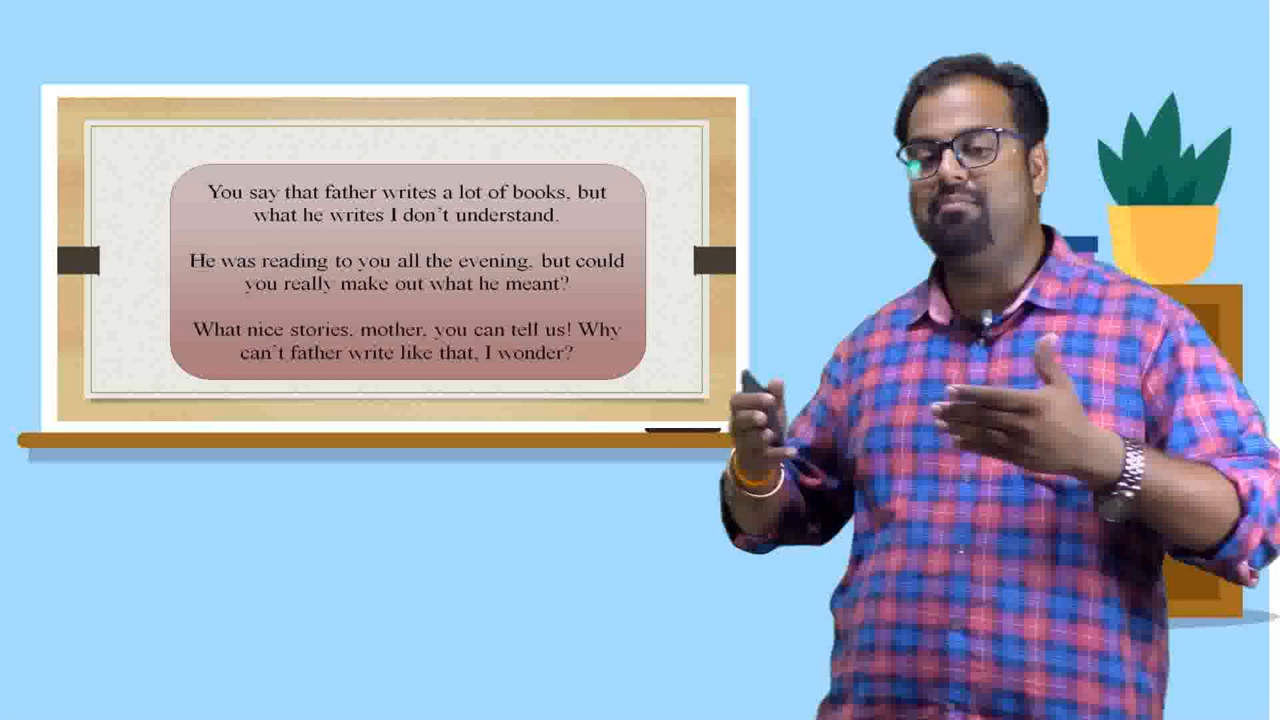 You say that father writes a lot of books, but
what he writes I don't understand.
He was reading to you all the evening, but could
you really make out what he meant?
What nice stories, mother, you can tell us! Why
can't father write like that, I wonder?